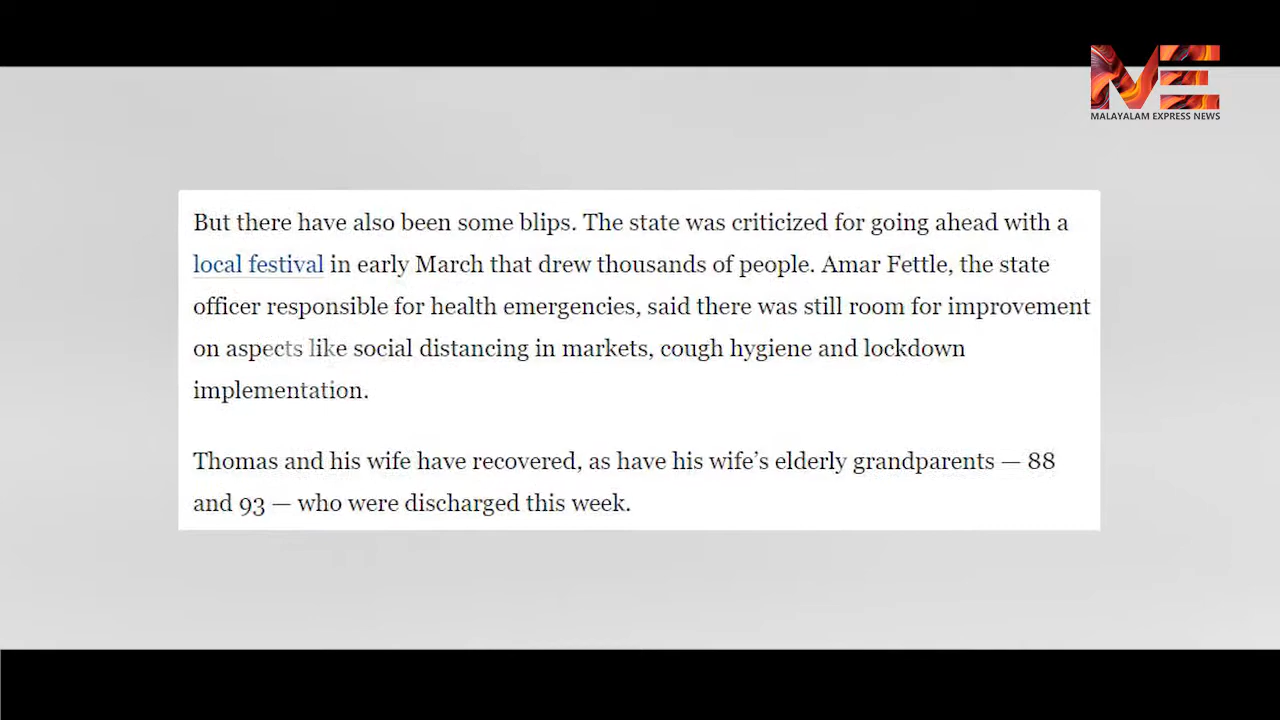 ME
MALAYALAM EXPRESS NEWS
But there have also been some blips. The state was criticized for going ahead with a
local festival in early March that drew thousands of people. Amar Fettle, the state
officer responsible for health emergencies, said there was still room for improvement
on aspects like social distancing in markets, cough hygiene and lockdown
implementation.
Thomas and his wife have recovered, as have his wife’s elderly grandparents — 88
and 93 — who were discharged this week.